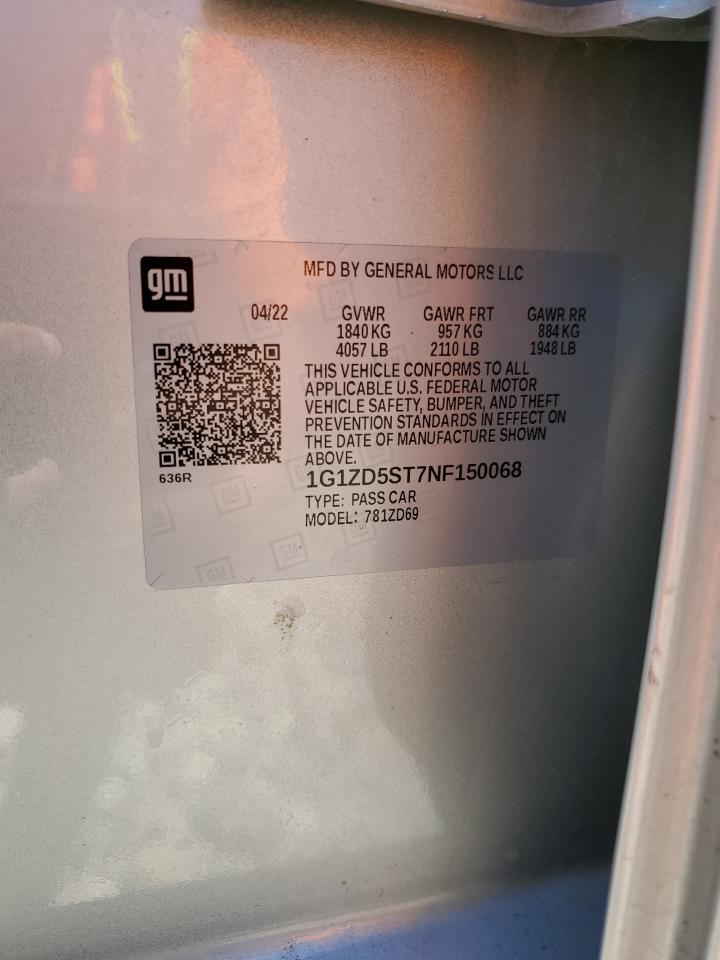 gm
MFD BY GENERAL MOTORS LLC
04/22 GVWR GAWR FRT GAWR RR
1840 KG 957 KG 884 KG
4057 LB 2110 LB 1948 LB
THIS VEHICLE CONFORMS TO ALL
APPLICABLE U.S. FEDERAL MOTOR
VEHICLE SAFETY, BUMPER, AND THEFT
PREVENTION STANDARDS IN EFFECT ON
THE DATE OF MANUFACTURE SHOWN
ABOVE.
636R
1G1ZD5ST7NF150068
TYPE: PASS CAR
MODEL: 781ZD69
GM
GM